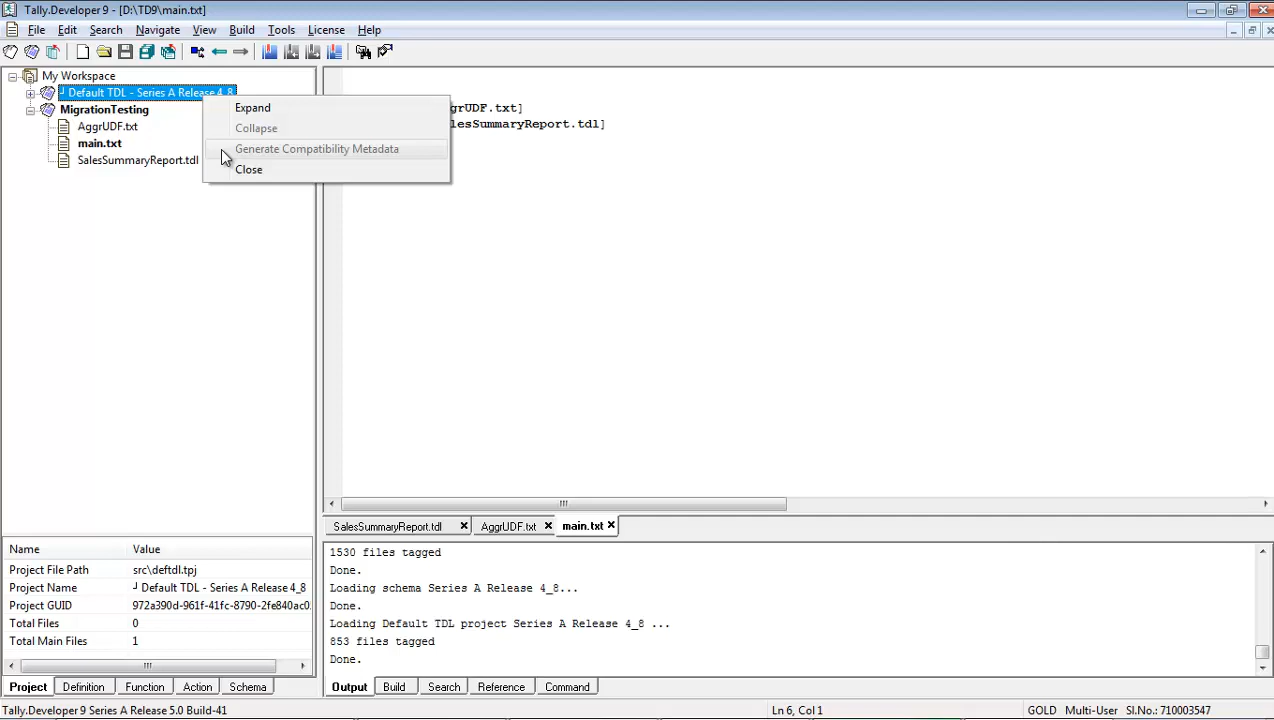 Tally.Developer 9 - [D:\TD9\main.txt]
File Edit Search Navigate View Build Tools License Help
My Workspace
Default TDL - Series A Release 4_8
MigrationTesting
AggrUDF.txt
main.txt
SalesSummaryReport.tdl
Expand
Collapse
Generate Compatibility Metadata
Close
grUDF.txt]
lesSummaryReport.tdl]
SalesSummaryReport.tdl AggrUDF.txt main.txt
Name Value
Project File Path src\deftdl.tpj
Project Name ┘ Default TDL - Series A Release 4_8
Project GUID 972a390d-961f-41fc-8790-2fe840ac0
Total Files 0
Total Main Files 1
Project Definition Function Action Schema
1530 files tagged
Done.
Loading schema Series A Release 4_8...
Done.
Loading Default TDL project Series A Release 4_8 ...
853 files tagged
Done.
Output Build Search Reference Command
Tally.Developer 9 Series A Release 5.0 Build-41 Ln 6, Col 1 GOLD Multi-User Sl.No.: 710003547